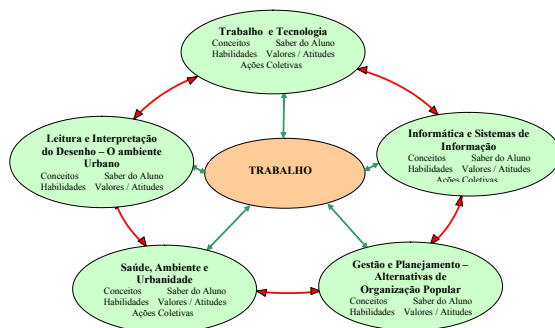 Trabalho e Tecnologia
Conceitos Saber do Aluno
Habilidades Valores / Atitudes
Ações Coletivas
Leitura e Interpretação
do Desenho – O ambiente
Urbano
Conceitos Saber do Aluno
Habilidades Valores / Atitudes
TRABALHO
Informática e Sistemas de
Informação
Conceitos Saber do Aluno
Habilidades Valores / Atitudes
Ações Coletivas
Saúde, Ambiente e
Urbanidade
Conceitos Saber do Aluno
Habilidades Valores / Atitudes
Ações Coletivas
Gestão e Planejamento –
Alternativas de
Organização Popular
Conceitos Saber do Aluno
Habilidades Valores / Atitudes